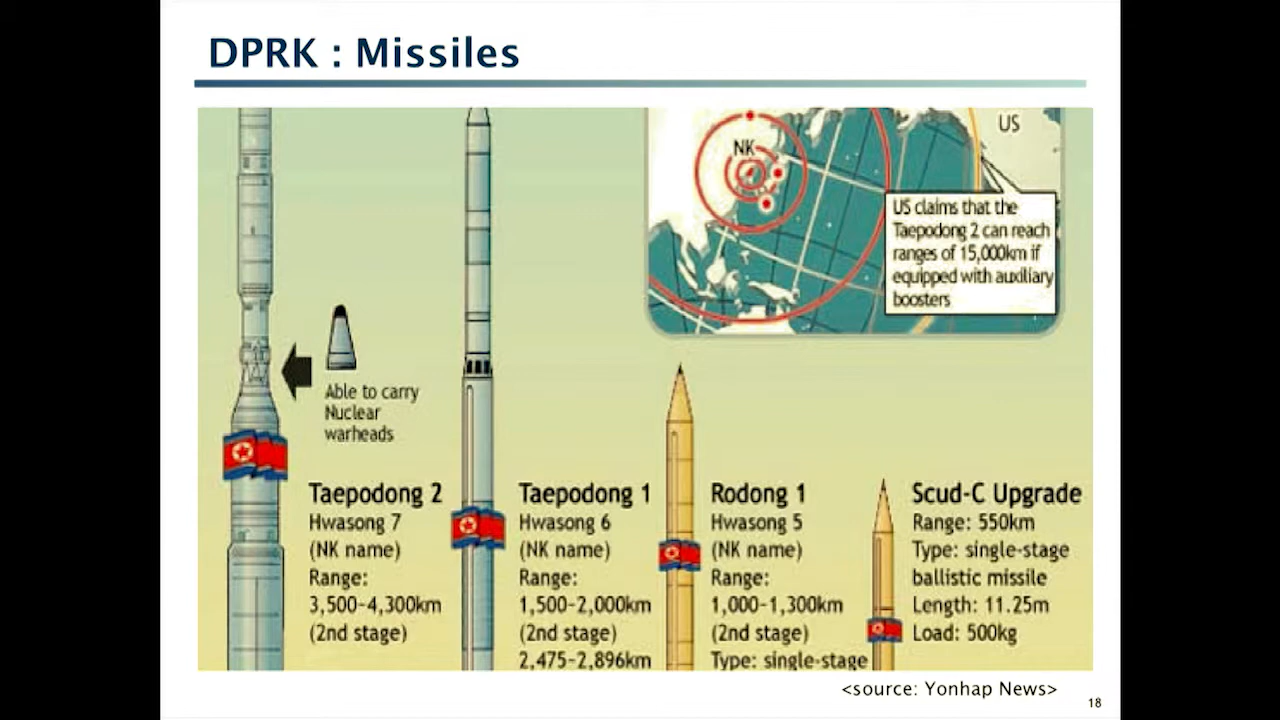 DPRK : Missiles
NK
US
US claims that the
Taepodong 2 can reach
ranges of 15,000km if
equipped with auxiliary
boosters
Able to carry
Nuclear
warheads
Taepodong 2
Hwasong 7
(NK name)
Range:
3,500-4,300km
(2nd stage)
Taepodong 1
Hwasong 6
(NK name)
Range:
1,500-2,000km
(2nd stage)
2,475-2,896km
Rodong 1
Hwasong 5
(NK name)
Range:
1,000-1,300km
(2nd stage)
Type: single-stage
Scud-C Upgrade
Range: 550km
Type: single-stage
ballistic missile
Length: 11.25m
Load: 500kg
<source: Yonhap News>
18